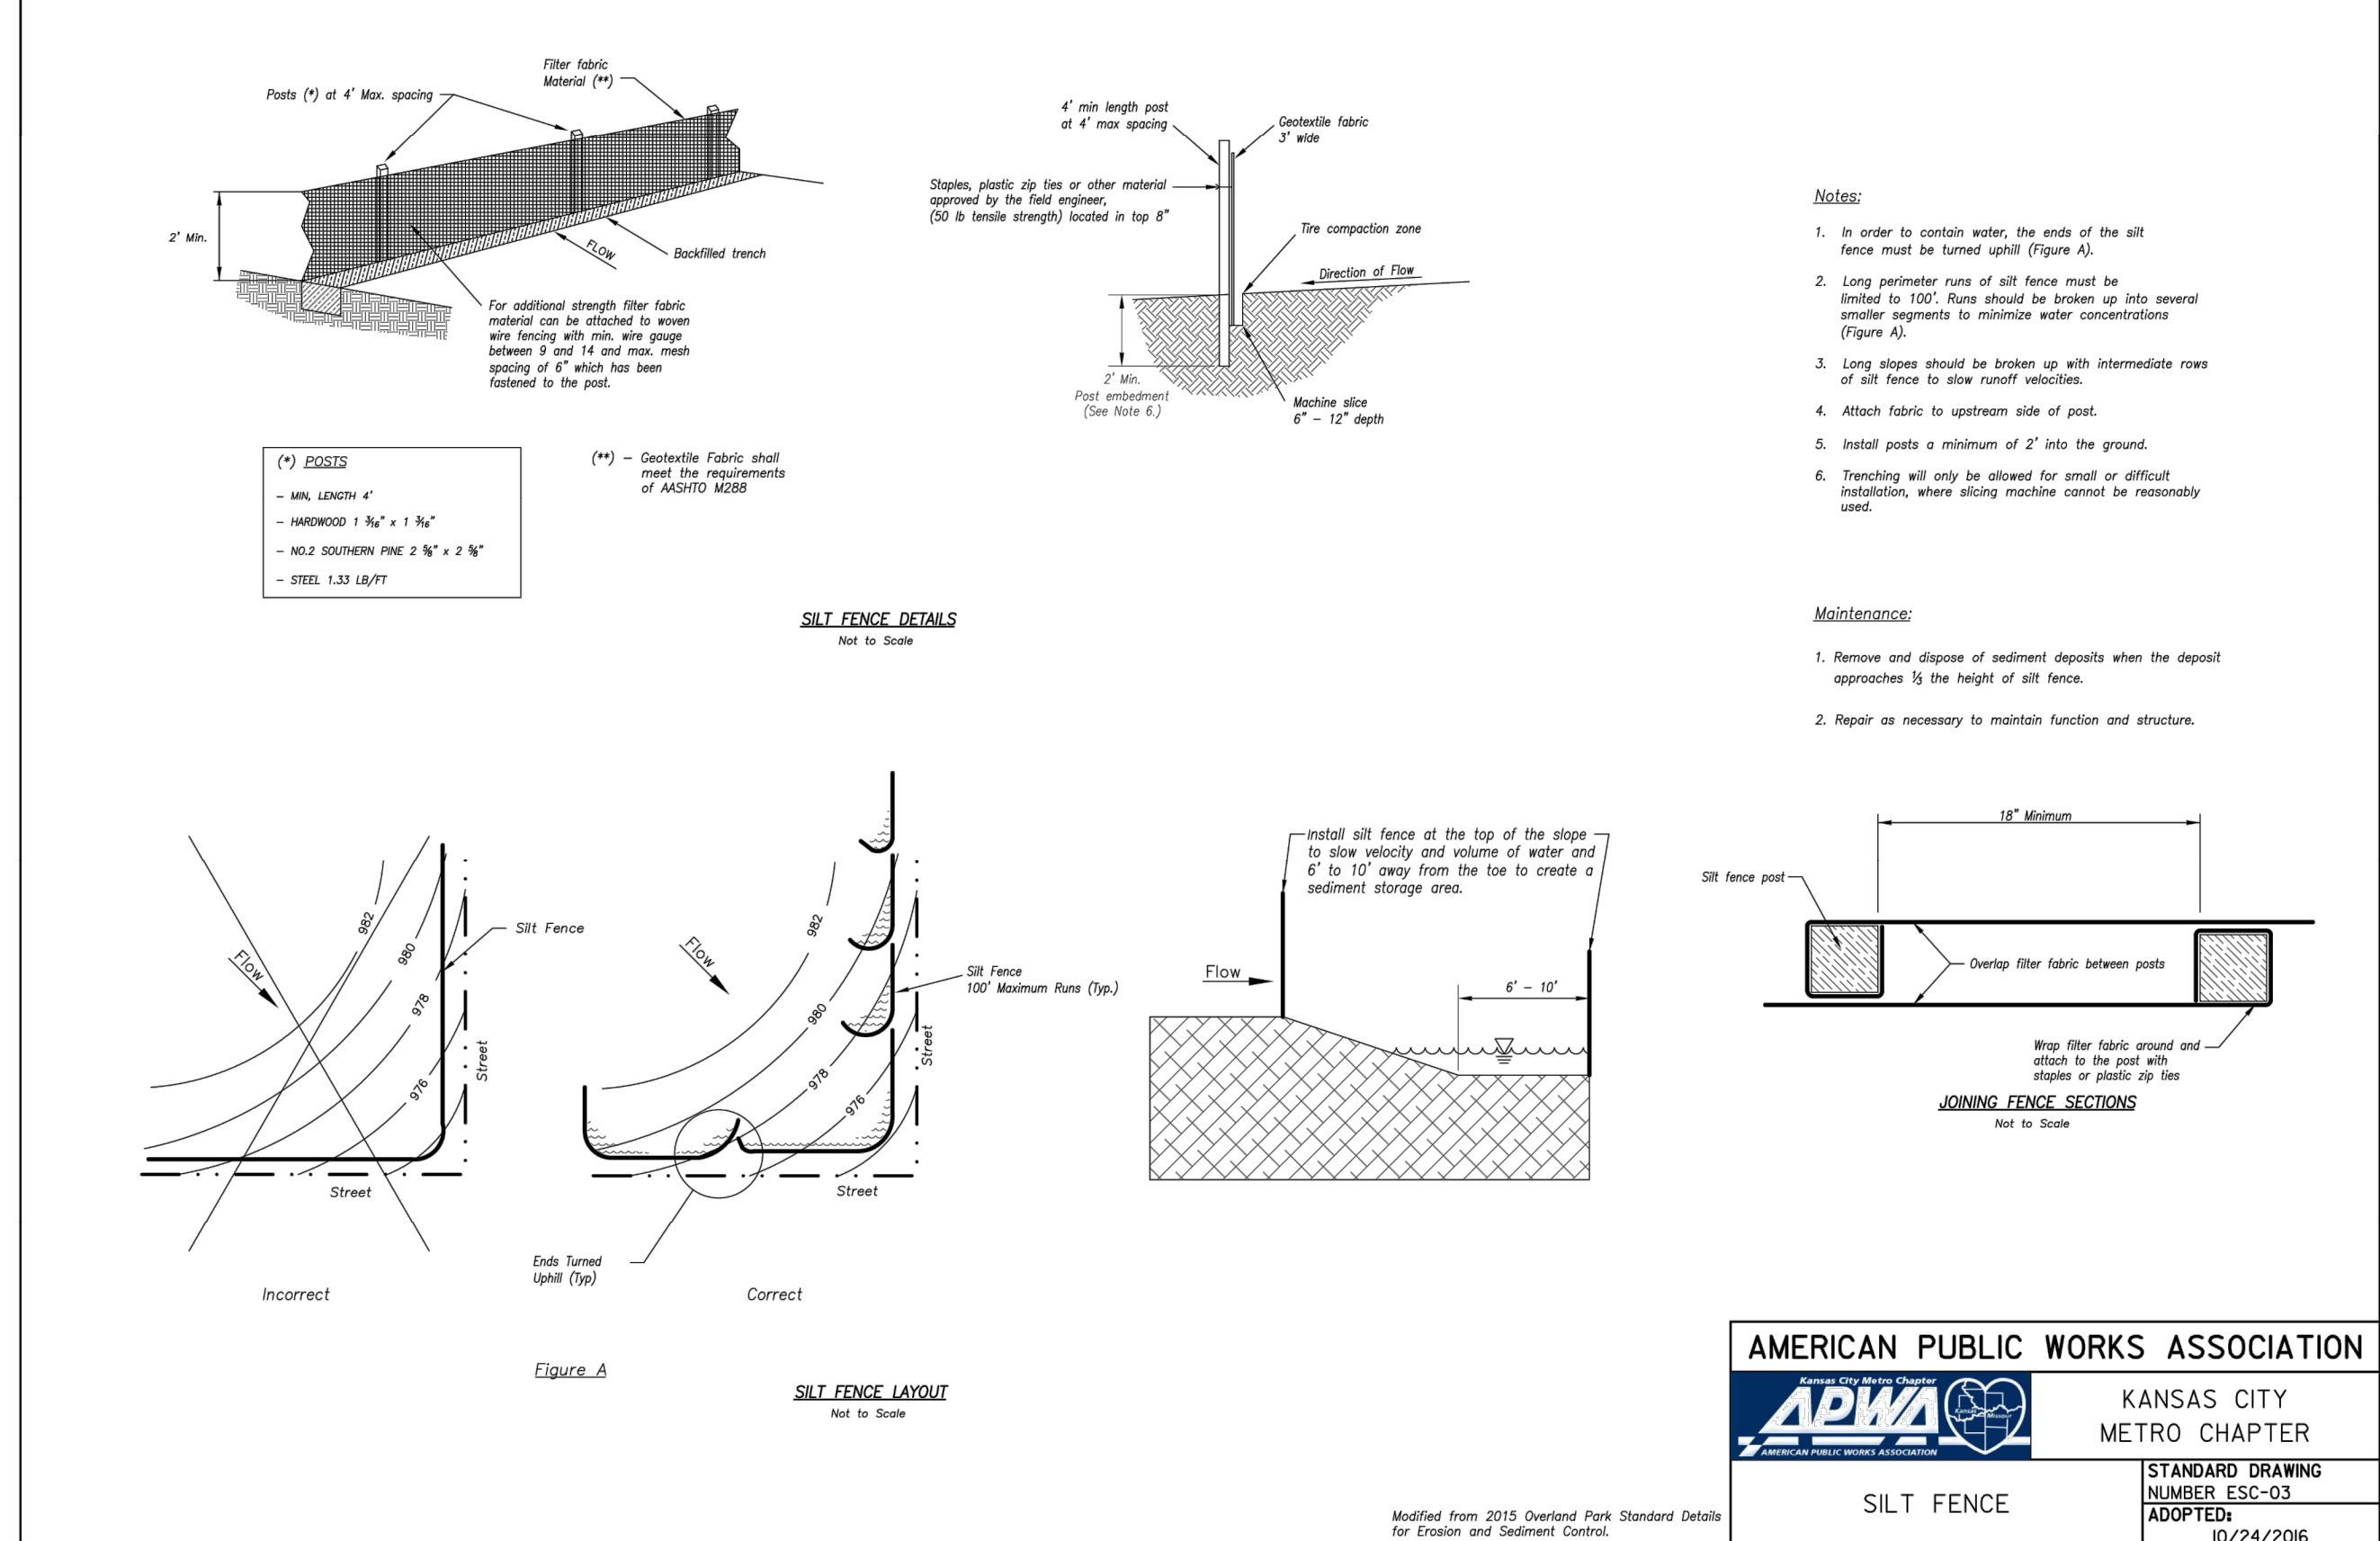 Filter fabric
Material (**)
Posts (*) at 4' Max. spacing
2' Min.
FLOW
Backfilled trench
For additional strength filter fabric
material can be attached to woven
wire fencing with min. wire gauge
between 9 and 14 and max. mesh
spacing of 6" which has been
fastened to the post.
4' min length post
at 4' max spacing
Geotextile fabric
3' wide
Staples, plastic zip ties or other material
approved by the field engineer,
(50 lb tensile strength) located in top 8"
Tire compaction zone
Direction of Flow
2' Min.
Post embedment
(See Note 6.)
Machine slice
6" – 12" depth
(*) POSTS
– MIN, LENGTH 4'
– HARDWOOD 1 3/16" x 1 3/16"
– NO.2 SOUTHERN PINE 2 5/8" x 2 5/8"
– STEEL 1.33 LB/FT
(**) – Geotextile Fabric shall
meet the requirements
of AASHTO M288
SILT FENCE DETAILS
Not to Scale
Notes:
1. In order to contain water, the ends of the silt
fence must be turned uphill (Figure A).
2. Long perimeter runs of silt fence must be
limited to 100'. Runs should be broken up into several
smaller segments to minimize water concentrations
(Figure A).
3. Long slopes should be broken up with intermediate rows
of silt fence to slow runoff velocities.
4. Attach fabric to upstream side of post.
5. Install posts a minimum of 2' into the ground.
6. Trenching will only be allowed for small or difficult
installation, where slicing machine cannot be reasonably
used.
Maintenance:
1. Remove and dispose of sediment deposits when the deposit
approaches 1/3 the height of silt fence.
2. Repair as necessary to maintain function and structure.
982
980
978
976
Flow
Silt Fence
Street
Street
Incorrect
982
980
978
976
Flow
Silt Fence
100' Maximum Runs (Typ.)
Street
Street
Ends Turned
Uphill (Typ)
Correct
Figure A
SILT FENCE LAYOUT
Not to Scale
Install silt fence at the top of the slope
to slow velocity and volume of water and
6' to 10' away from the toe to create a
sediment storage area.
Flow
6' – 10'
18" Minimum
Silt fence post
Overlap filter fabric between posts
Wrap filter fabric around and
attach to the post with
staples or plastic zip ties
JOINING FENCE SECTIONS
Not to Scale
Modified from 2015 Overland Park Standard Details
for Erosion and Sediment Control.
AMERICAN PUBLIC WORKS ASSOCIATION
Kansas City Metro Chapter
APWA
Kansas
Missouri
AMERICAN PUBLIC WORKS ASSOCIATION
KANSAS CITY
METRO CHAPTER
SILT FENCE
STANDARD DRAWING
NUMBER ESC-03
ADOPTED:
10/24/2016